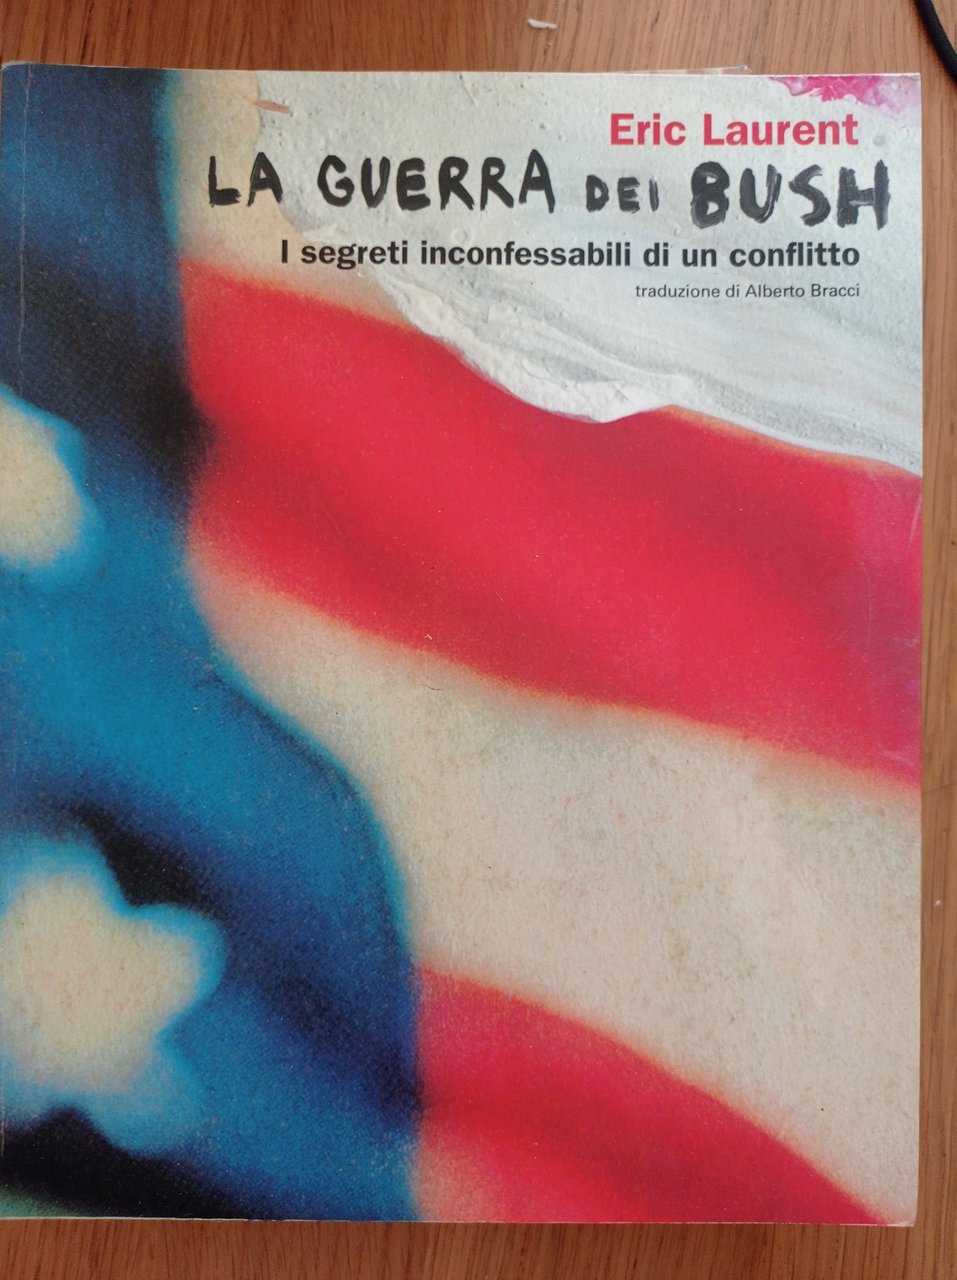 Eric Laurent
LA GUERRA DEI BUSH
I segreti inconfessabili di un conflitto
traduzione di Alberto Bracci